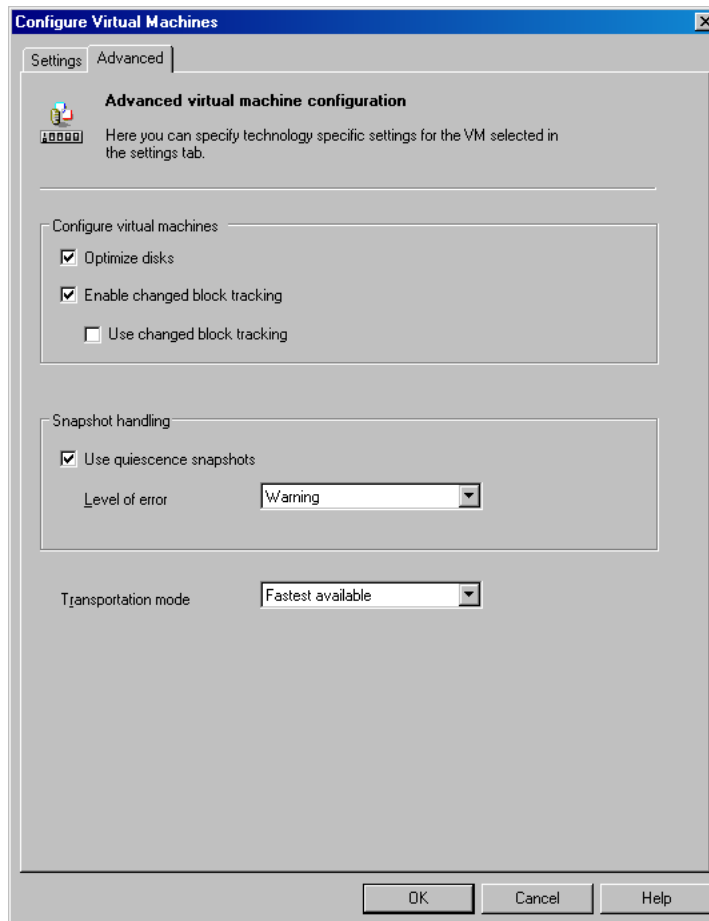 Configure Virtual Machines
Settings
Advanced
Advanced virtual machine configuration
Here you can specify technology specific settings for the VM selected in
the settings tab.
Configure virtual machines
Optimize disks
Enable changed block tracking
Use changed block tracking
Snapshot handling
Use quiescence snapshots
Level of error
Warning
Transportation mode
Fastest available
OK
Cancel
Help